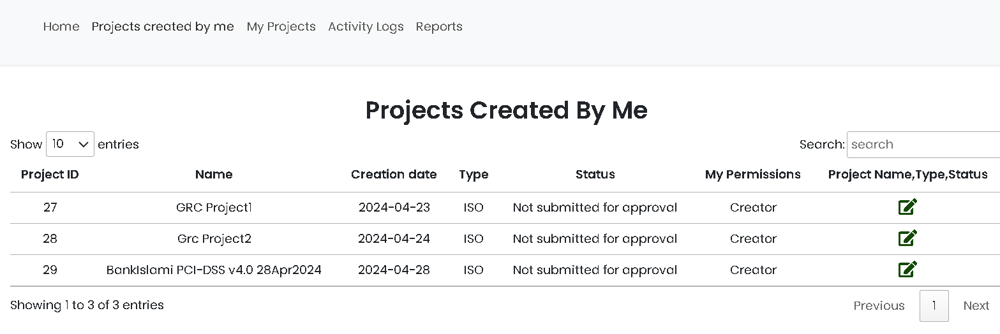 Home Projects created by me My Projects Activity Logs Reports
Projects Created By Me
Show 10 entries Search: search
Project ID Name Creation date Type Status My Permissions Project Name,Type,Status
27 GRC Project1 2024-04-23 ISO Not submitted for approval Creator
28 Grc Project2 2024-04-24 ISO Not submitted for approval Creator
29 BankIslami PCI-DSS v4.0 28Apr2024 2024-04-28 ISO Not submitted for approval Creator
Showing 1 to 3 of 3 entries Previous 1 Next